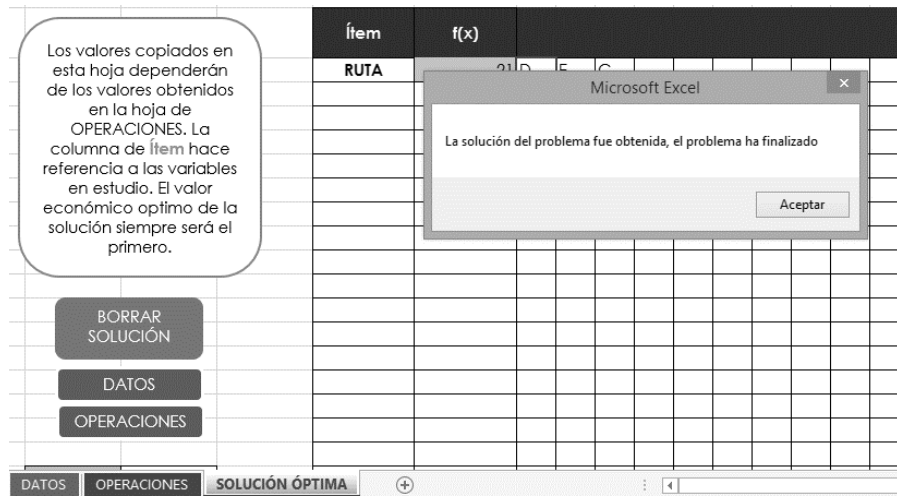 Los valores copiados en
esta hoja dependerán
de los valores obtenidos
en la hoja de
OPERACIONES. La
columna de Ítem hace
referencia a las variables
en estudio. El valor
económico optimo de la
solución siempre será el
primero.
BORRAR
SOLUCIÓN
DATOS
OPERACIONES
Ítem f(x)
RUTA
Microsoft Excel
×
La solución del problema fue obtenida, el problema ha finalizado
Aceptar
DATOS OPERACIONES SOLUCIÓN ÓPTIMA